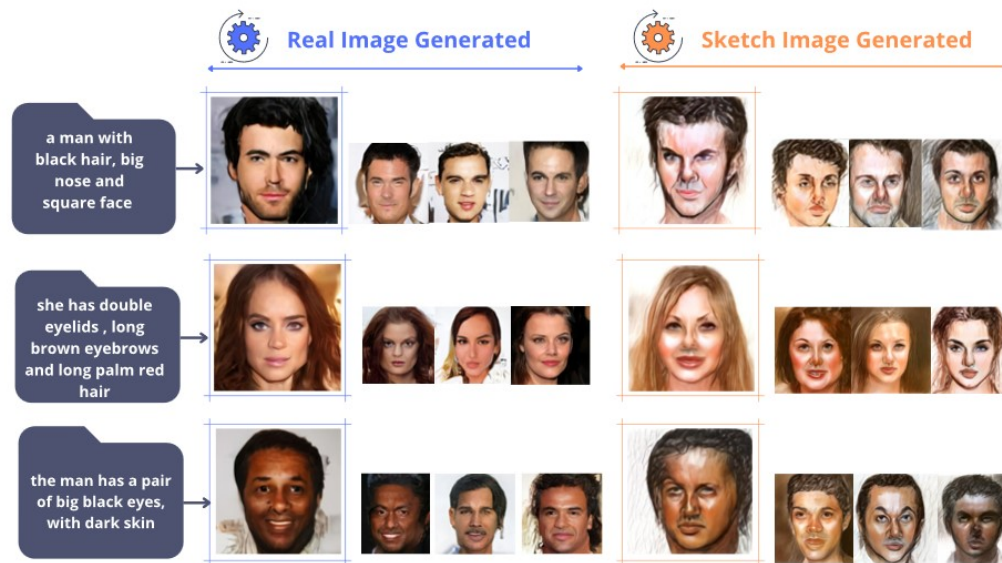 Real Image Generated
Sketch Image Generated
a man with
black hair, big
nose and
square face
she has double
eyelids , long
brown eyebrows
and long palm red
hair
the man has a pair
of big black eyes,
with dark skin